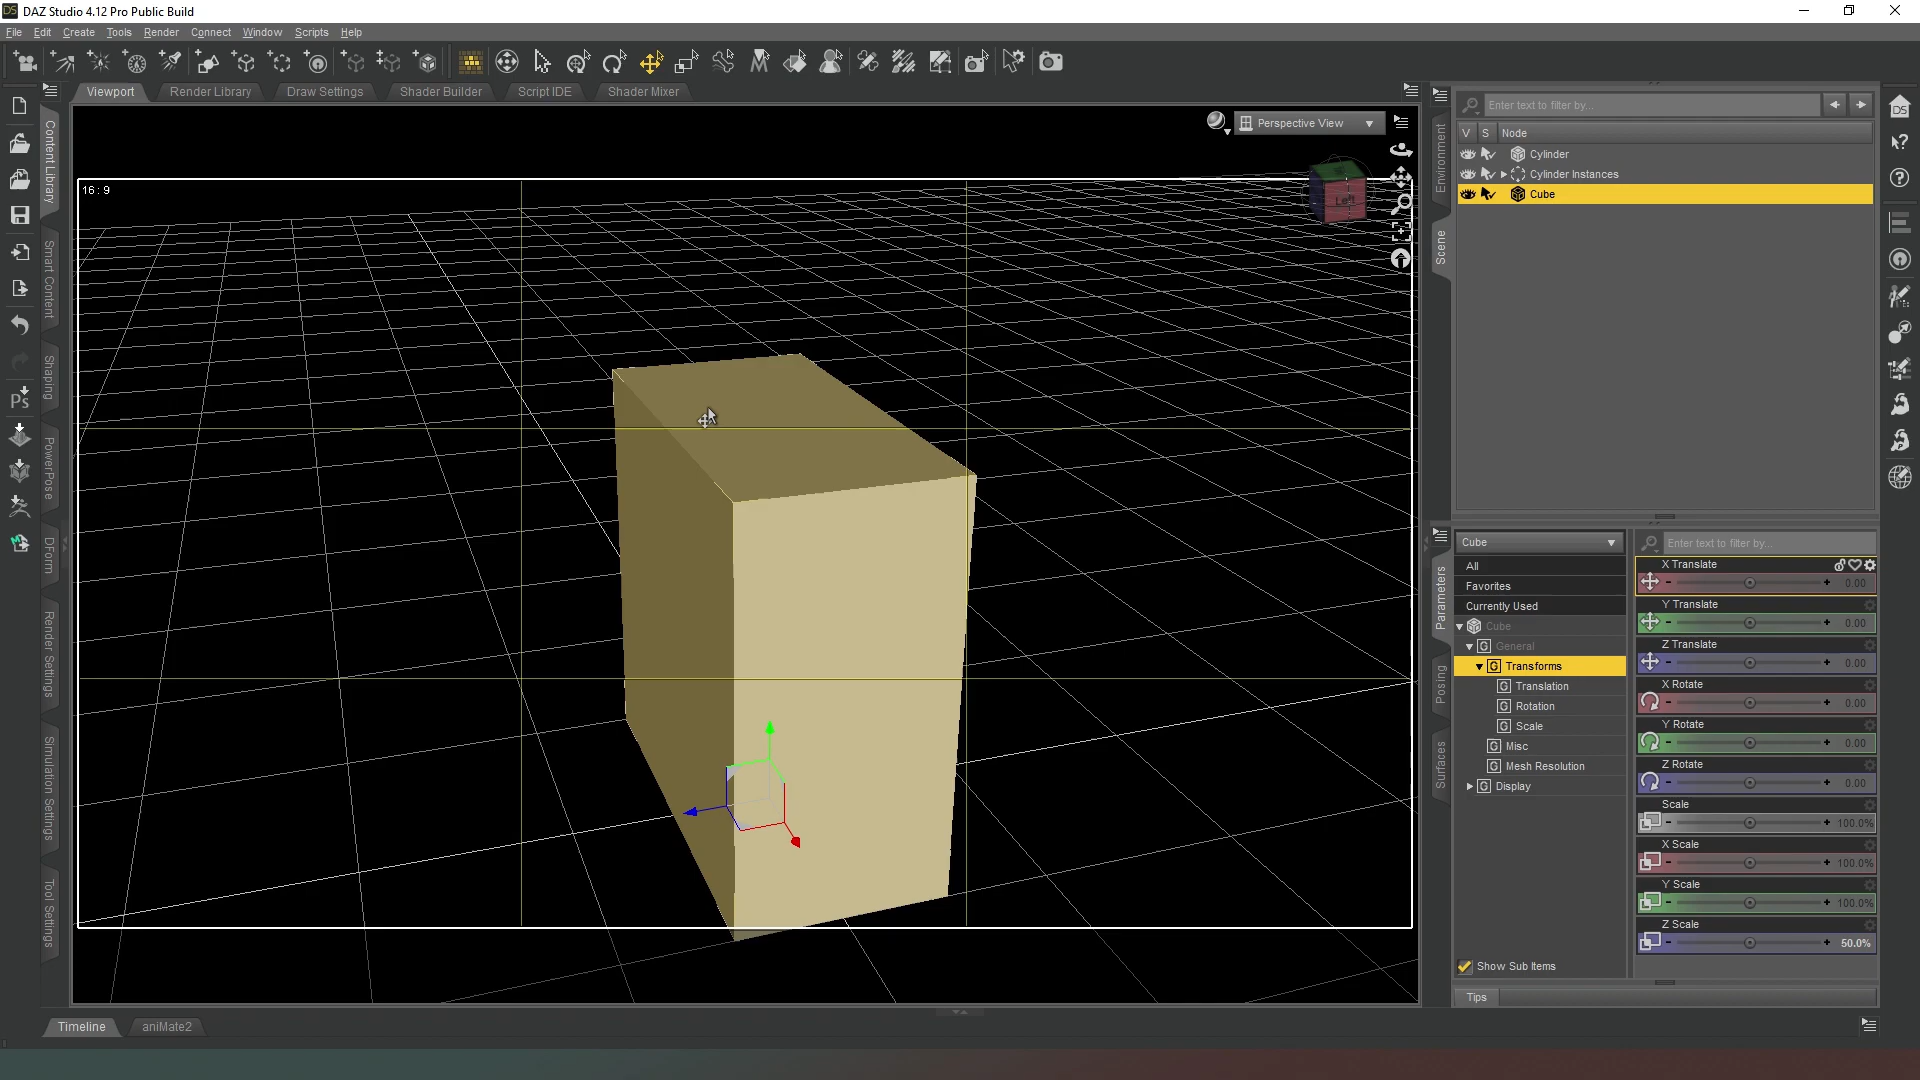 DAZ Studio 4.12 Pro Public Build
File Edit Create Tools Render Connect Window Scripts Help
Viewport Render Library Draw Settings Shader Builder Script IDE Shader Mixer
Perspective View
16 : 9
Content Library
Smart Content
Shaping
PowerPose
DForm
Render Settings
Simulation Settings
Tool Settings
Ps
Environment
Scene
Enter text to filter by...
V S Node
Cylinder
Cylinder Instances
Cube
DS
Parameters
Posing
Surfaces
Cube
All
Favorites
Currently Used
Cube
G General
G Transforms
G Translation
G Rotation
G Scale
G Misc
G Mesh Resolution
G Display
Show Sub Items
Enter text to filter by...
X Translate
- + 0.00
Y Translate
- + 0.00
Z Translate
- + 0.00
X Rotate
- + 0.00
Y Rotate
- + 0.00
Z Rotate
- + 0.00
Scale
- + 100.0%
X Scale
- + 100.0%
Y Scale
- + 100.0%
Z Scale
- + 50.0%
Tips
Timeline aniMate2